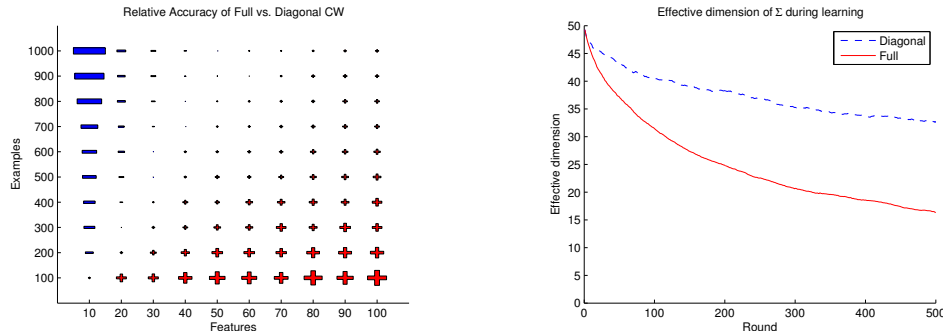 Relative Accuracy of Full vs. Diagonal CW
1000
900
800
700
600
500
400
300
200
100
Examples
10 20 30 40 50 60 70 80 90 100
Features
Effective dimension of Σ during learning
50
45
40
35
30
25
20
15
10
5
0
Effective dimension
Diagonal
Full
0 100 200 300 400 500
Round